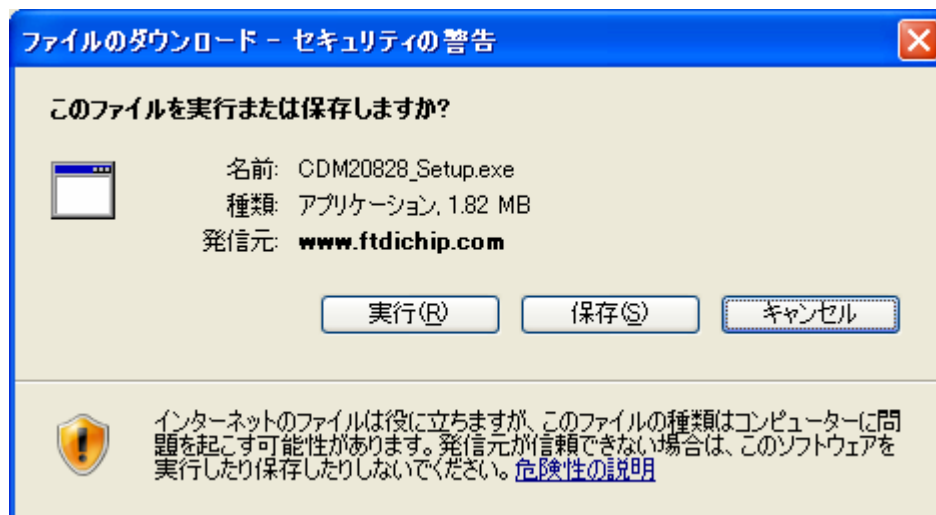 ファイルのダウンロード - セキュリティの警告
このファイルを実行または保存しますか?
名前: CDM20828_Setup.exe
種類: アプリケーション, 1.82 MB
発信元: www.ftdichip.com
実行(R) 保存(S) キャンセル
インターネットのファイルは役に立ちますが、このファイルの種類はコンピューターに問
題を起こす可能性があります。発信元が信頼できない場合は、このソフトウェアを
実行したり保存したりしないでください。危険性の説明